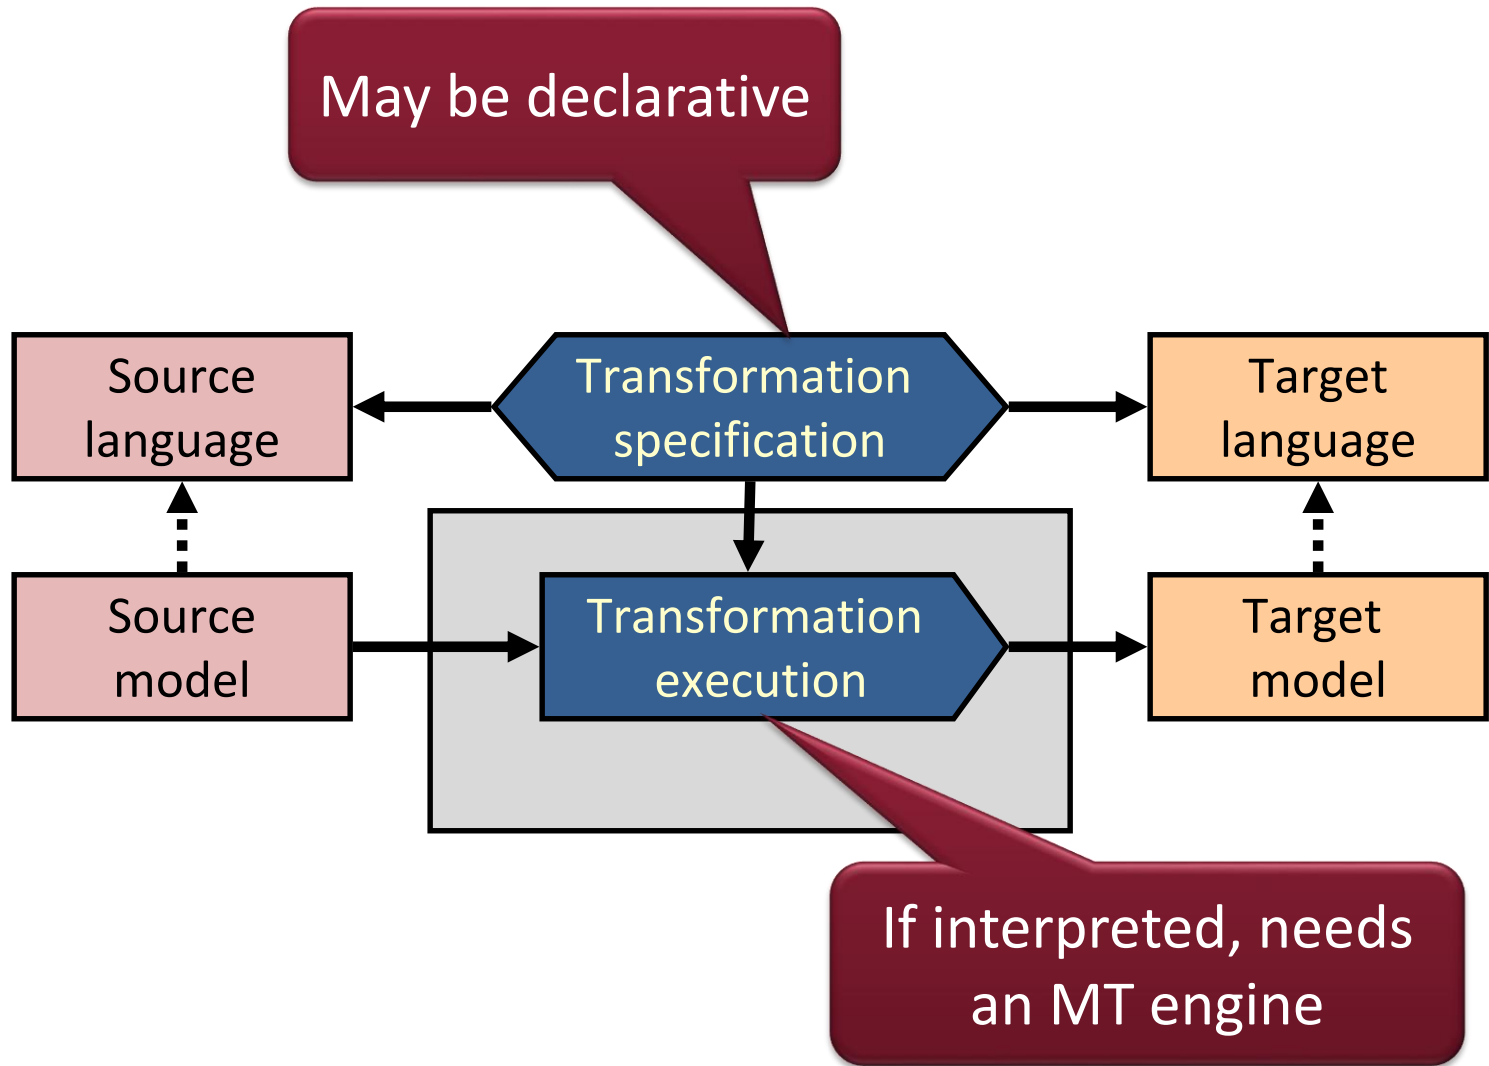 May be declarative
Source
language
Transformation
specification
Target
language
Source
model
Transformation
execution
Target
model
If interpreted, needs
an MT engine